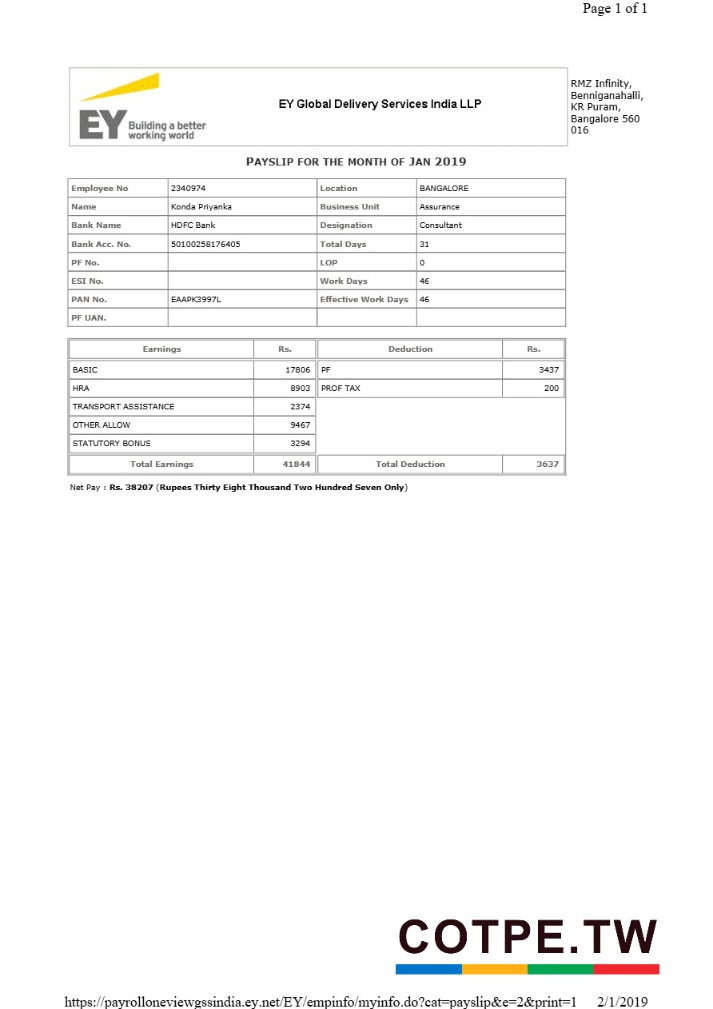 Page 1 of 1
EY Building a better
working world
EY Global Delivery Services India LLP
RMZ Infinity,
Benniganahalli,
KR Puram,
Bangalore 560
016
PAYSLIP FOR THE MONTH OF JAN 2019
Employee No 2340974 Location BANGALORE
Name Konda Priyanka Business Unit Assurance
Bank Name HDFC Bank Designation Consultant
Bank Acc. No. 50100258176405 Total Days 31
PF No. LOP 0
ESI No. Work Days 46
PAN No. EAAPK3997L Effective Work Days 46
PF UAN.
Earnings Rs. Deduction Rs.
BASIC 17806 PF 3437
HRA 8903 PROF TAX 200
TRANSPORT ASSISTANCE 2374
OTHER ALLOW 9467
STATUTORY BONUS 3294
Total Earnings 41844 Total Deduction 3637
Net Pay : Rs. 38207 (Rupees Thirty Eight Thousand Two Hundred Seven Only)
COTPE.TW
https://payrolloneviewgssindia.ey.net/EY/empinfo/myinfo.do?cat=payslip&e=2&print=1 2/1/2019